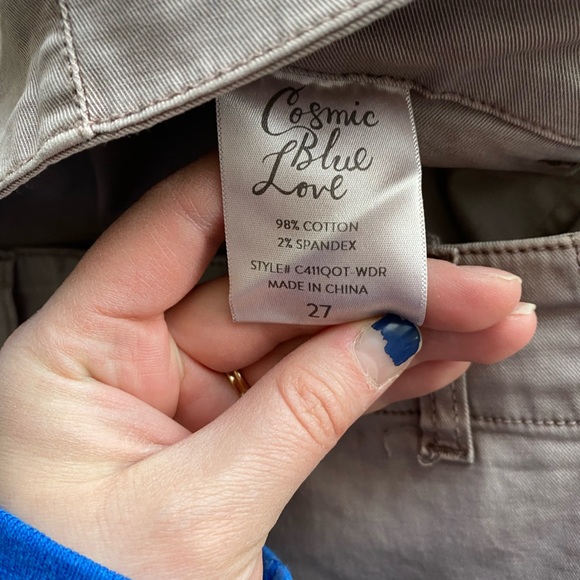 Cosmic
Blue
Love
98% COTTON
2% SPANDEX
STYLE# C411QOT-WDR
MADE IN CHINA
27